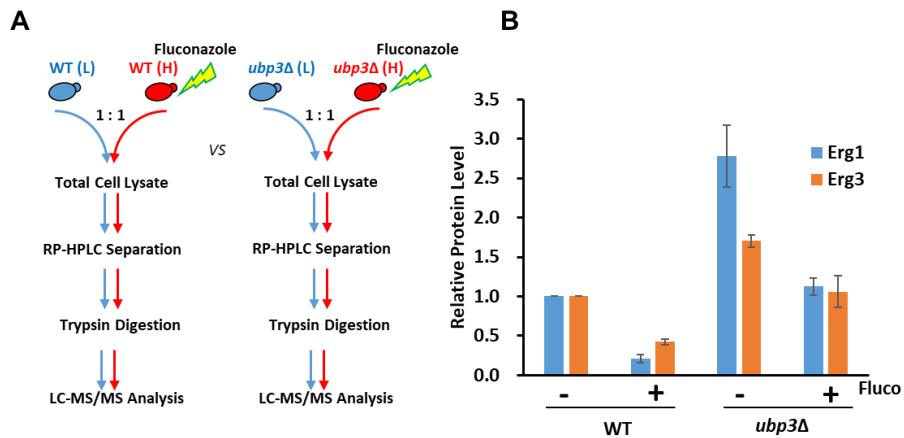 A
Fluconazole
WT (L)
WT (H)
1 : 1
Total Cell Lysate
RP-HPLC Separation
Trypsin Digestion
LC-MS/MS Analysis
VS
Fluconazole
ubp3Δ (L)
ubp3Δ (H)
1 : 1
Total Cell Lysate
RP-HPLC Separation
Trypsin Digestion
LC-MS/MS Analysis
B
Relative Protein Level
3.5
3.0
2.5
2.0
1.5
1.0
0.5
0.0
Erg1
Erg3
- + - + Fluco
WT ubp3Δ